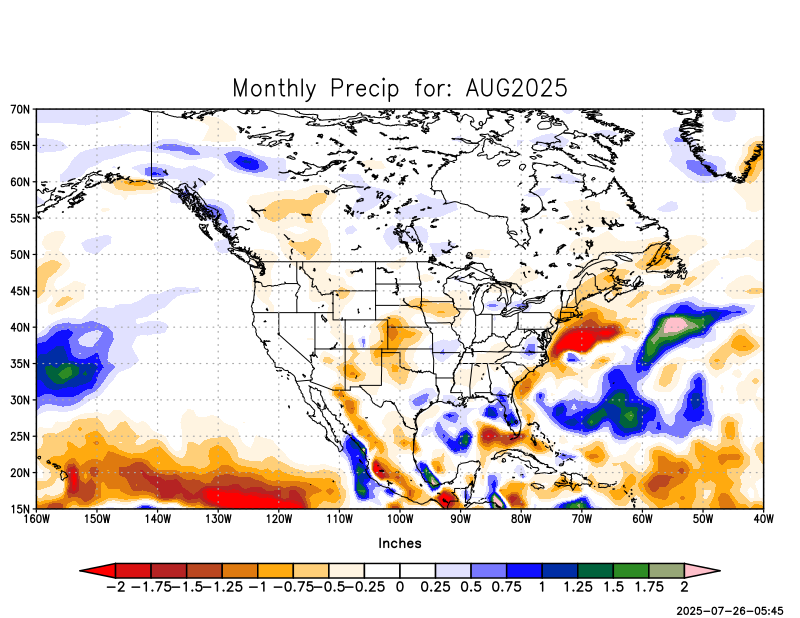 Monthly Precip for: AUG2025
70N
65N
60N
55N
50N
45N
40N
35N
30N
25N
20N
15N
160W 150W 140W 130W 120W 110W 100W 90W 80W 70W 60W 50W 40W
Inches
-2 -1.75 -1.5 -1.25 -1 -0.75 -0.5 -0.25 0 0.25 0.5 0.75 1 1.25 1.5 1.75 2
2025-07-26-05:45